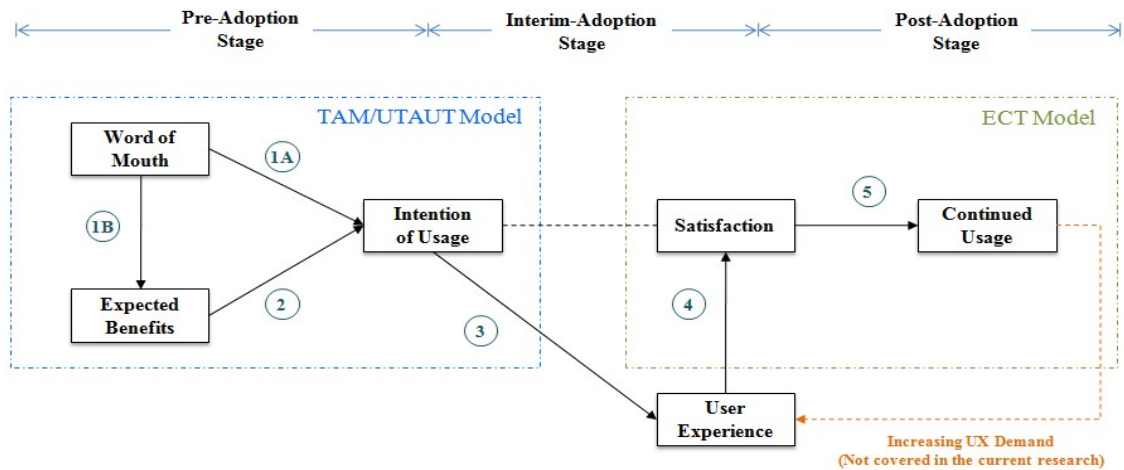 Pre-Adoption
Stage
Interim-Adoption
Stage
Post-Adoption
Stage
TAM/UTAUT Model
ECT Model
Word of
Mouth
1A
1B
Intention
of Usage
Satisfaction
5
Continued
Usage
Expected
Benefits
2
3
4
User
Experience
Increasing UX Demand
(Not covered in the current research)